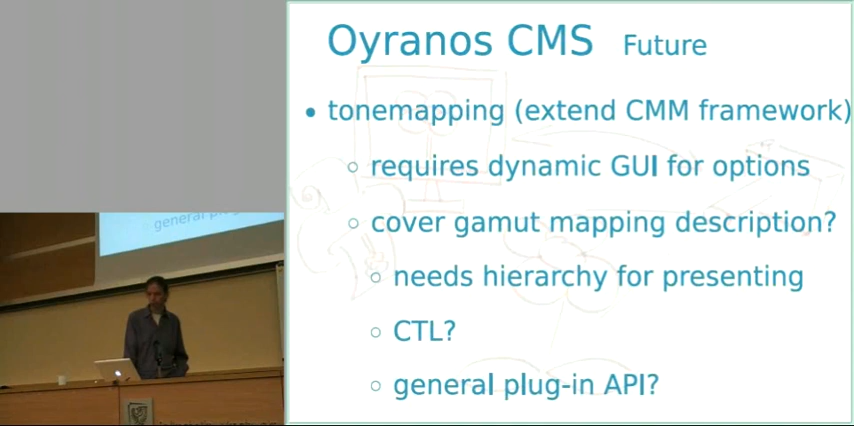 Oyranos CMS Future
• tonemapping (extend CMM framework)
○ requires dynamic GUI for options
○ cover gamut mapping description?
○ needs hierarchy for presenting
○ CTL?
○ general plug-in API?
general